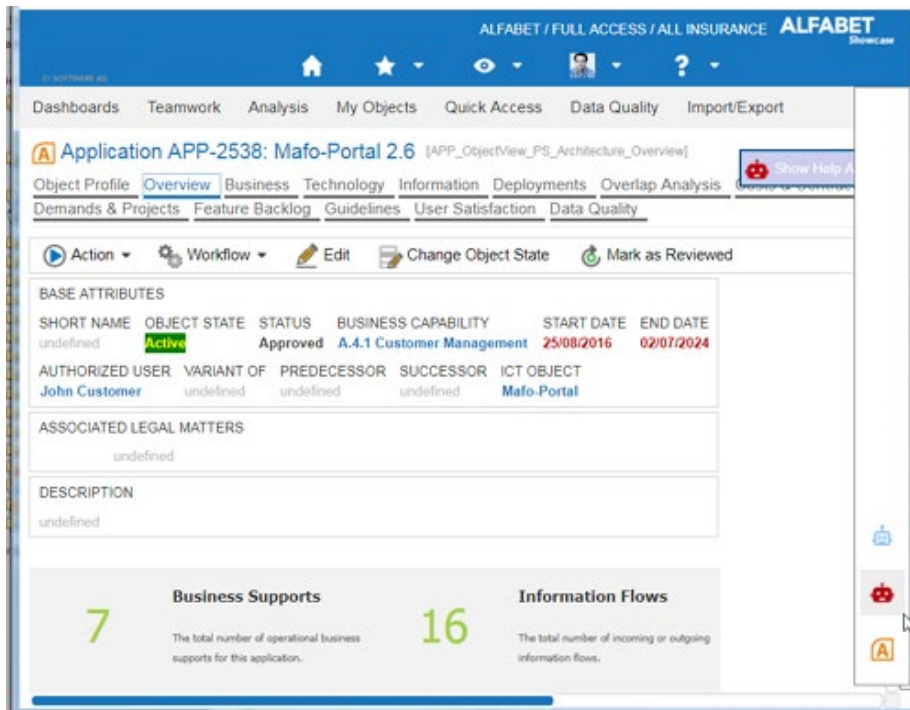 ALFABET / FULL ACCESS / ALL INSURANCE ALFABET
Showcase
BY SOFTWARE AG
Dashboards Teamwork Analysis My Objects Quick Access Data Quality Import/Export
Application APP-2538: Mafo-Portal 2.6 [APP_ObjectView_PS_Architecture_Overview]
Show Help A
Object Profile Overview Business Technology Information Deployments Overlap Analysis
Demands & Projects Feature Backlog Guidelines User Satisfaction Data Quality
Action Workflow Edit Change Object State Mark as Reviewed
BASE ATTRIBUTES
SHORT NAME OBJECT STATE STATUS BUSINESS CAPABILITY START DATE END DATE
undefined Active Approved A.4.1 Customer Management 25/08/2016 02/07/2024
AUTHORIZED USER VARIANT OF PREDECESSOR SUCCESSOR ICT OBJECT
John Customer undefined undefined undefined Mafo-Portal
ASSOCIATED LEGAL MATTERS
undefined
DESCRIPTION
undefined
7 Business Supports 16 Information Flows
The total number of operational business The total number of incoming or outgoing
supports for this application. information flows.